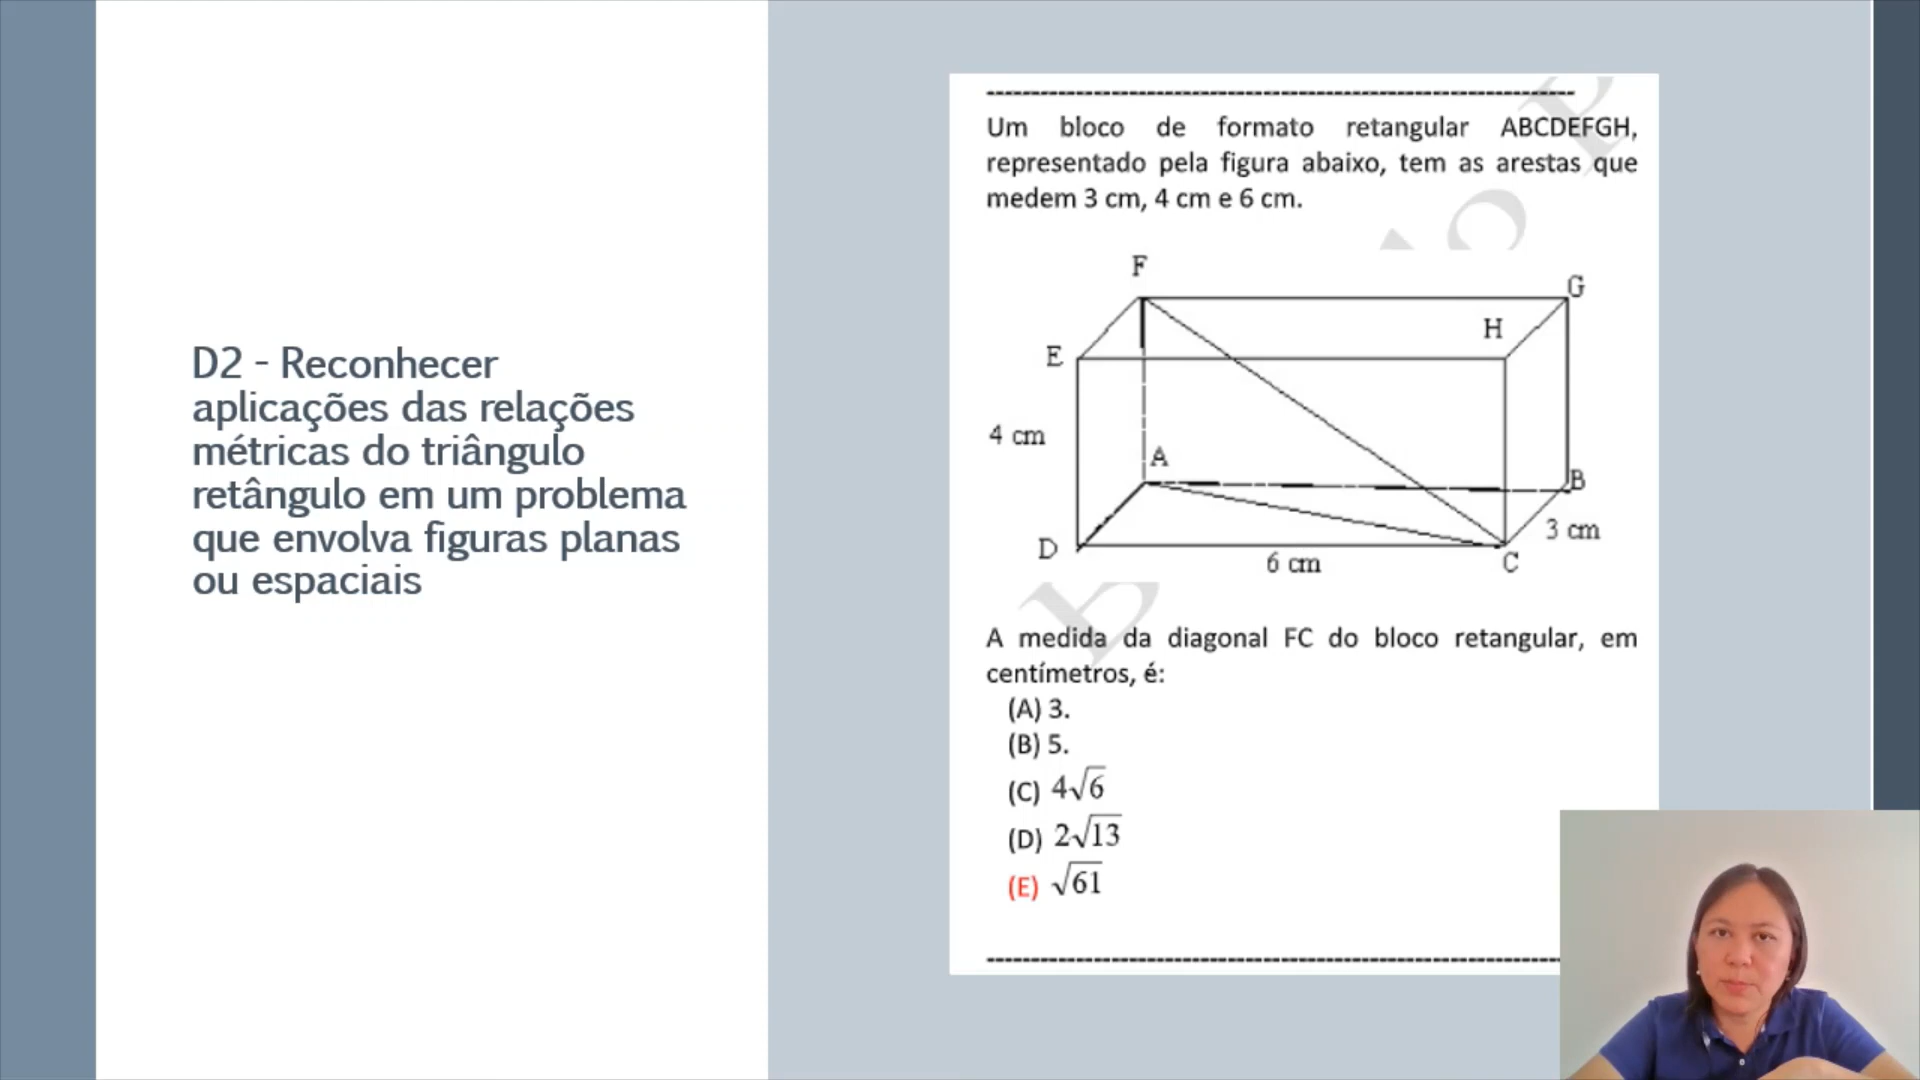 D2 - Reconhecer
aplicações das relações
métricas do triângulo
retângulo em um problema
que envolva figuras planas
ou espaciais
Um bloco de formato retangular ABCDEFGH,
representado pela figura abaixo, tem as arestas que
medem 3 cm, 4 cm e 6 cm.
F
G
H
E
4 cm
A
B
3 cm
D
6 cm
C
A medida da diagonal FC do bloco retangular, em
centímetros, é:
(A) 3.
(B) 5.
(C) 4√6
(D) 2√13
(E) √61